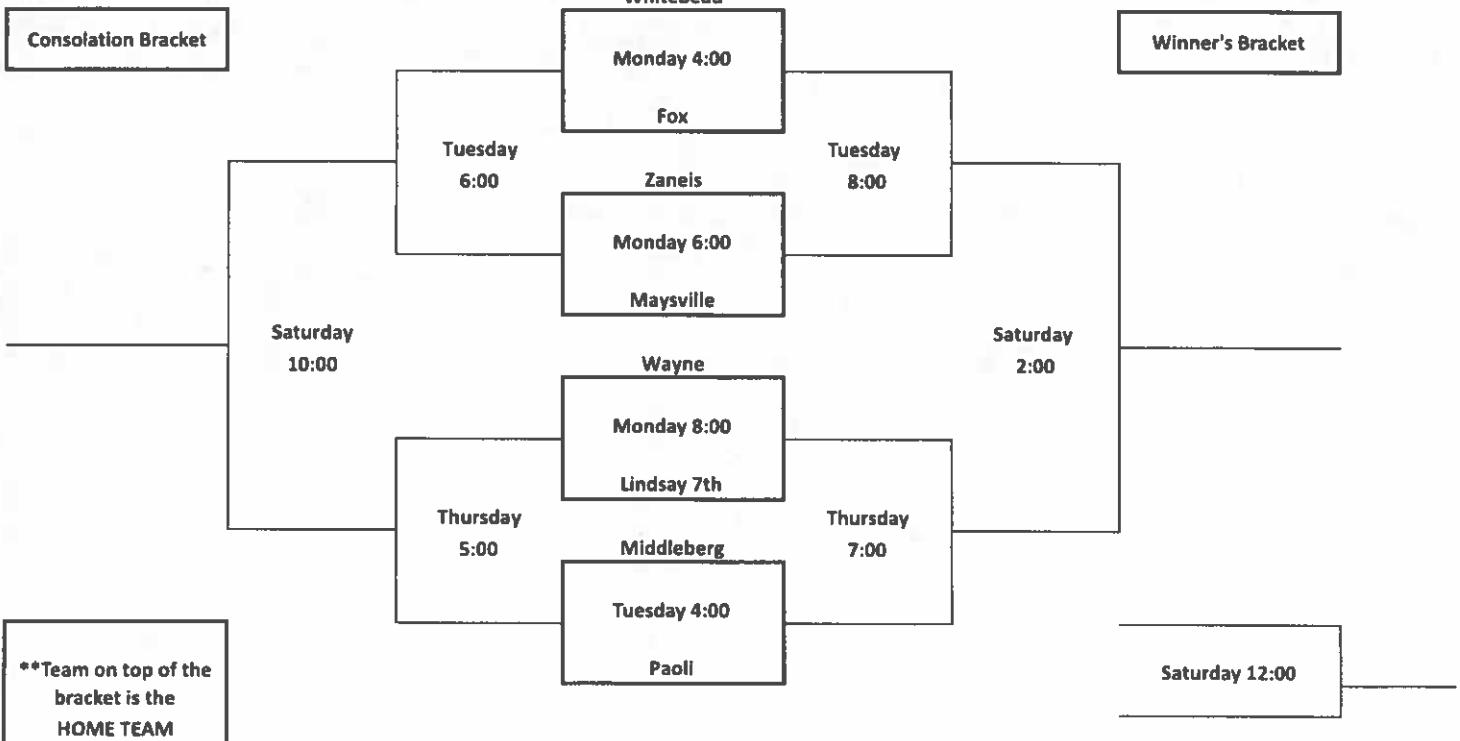 Consolation Bracket
Winner's Bracket
Monday 4:00
Fox
Tuesday
6:00
Zaneis
Tuesday
8:00
Monday 6:00
Maysville
Saturday
10:00
Wayne
Saturday
2:00
Monday 8:00
Lindsay 7th
Thursday
5:00
Middleberg
Thursday
7:00
Tuesday 4:00
Paoli
**Team on top of the
bracket is the
HOME TEAM
Saturday 12:00